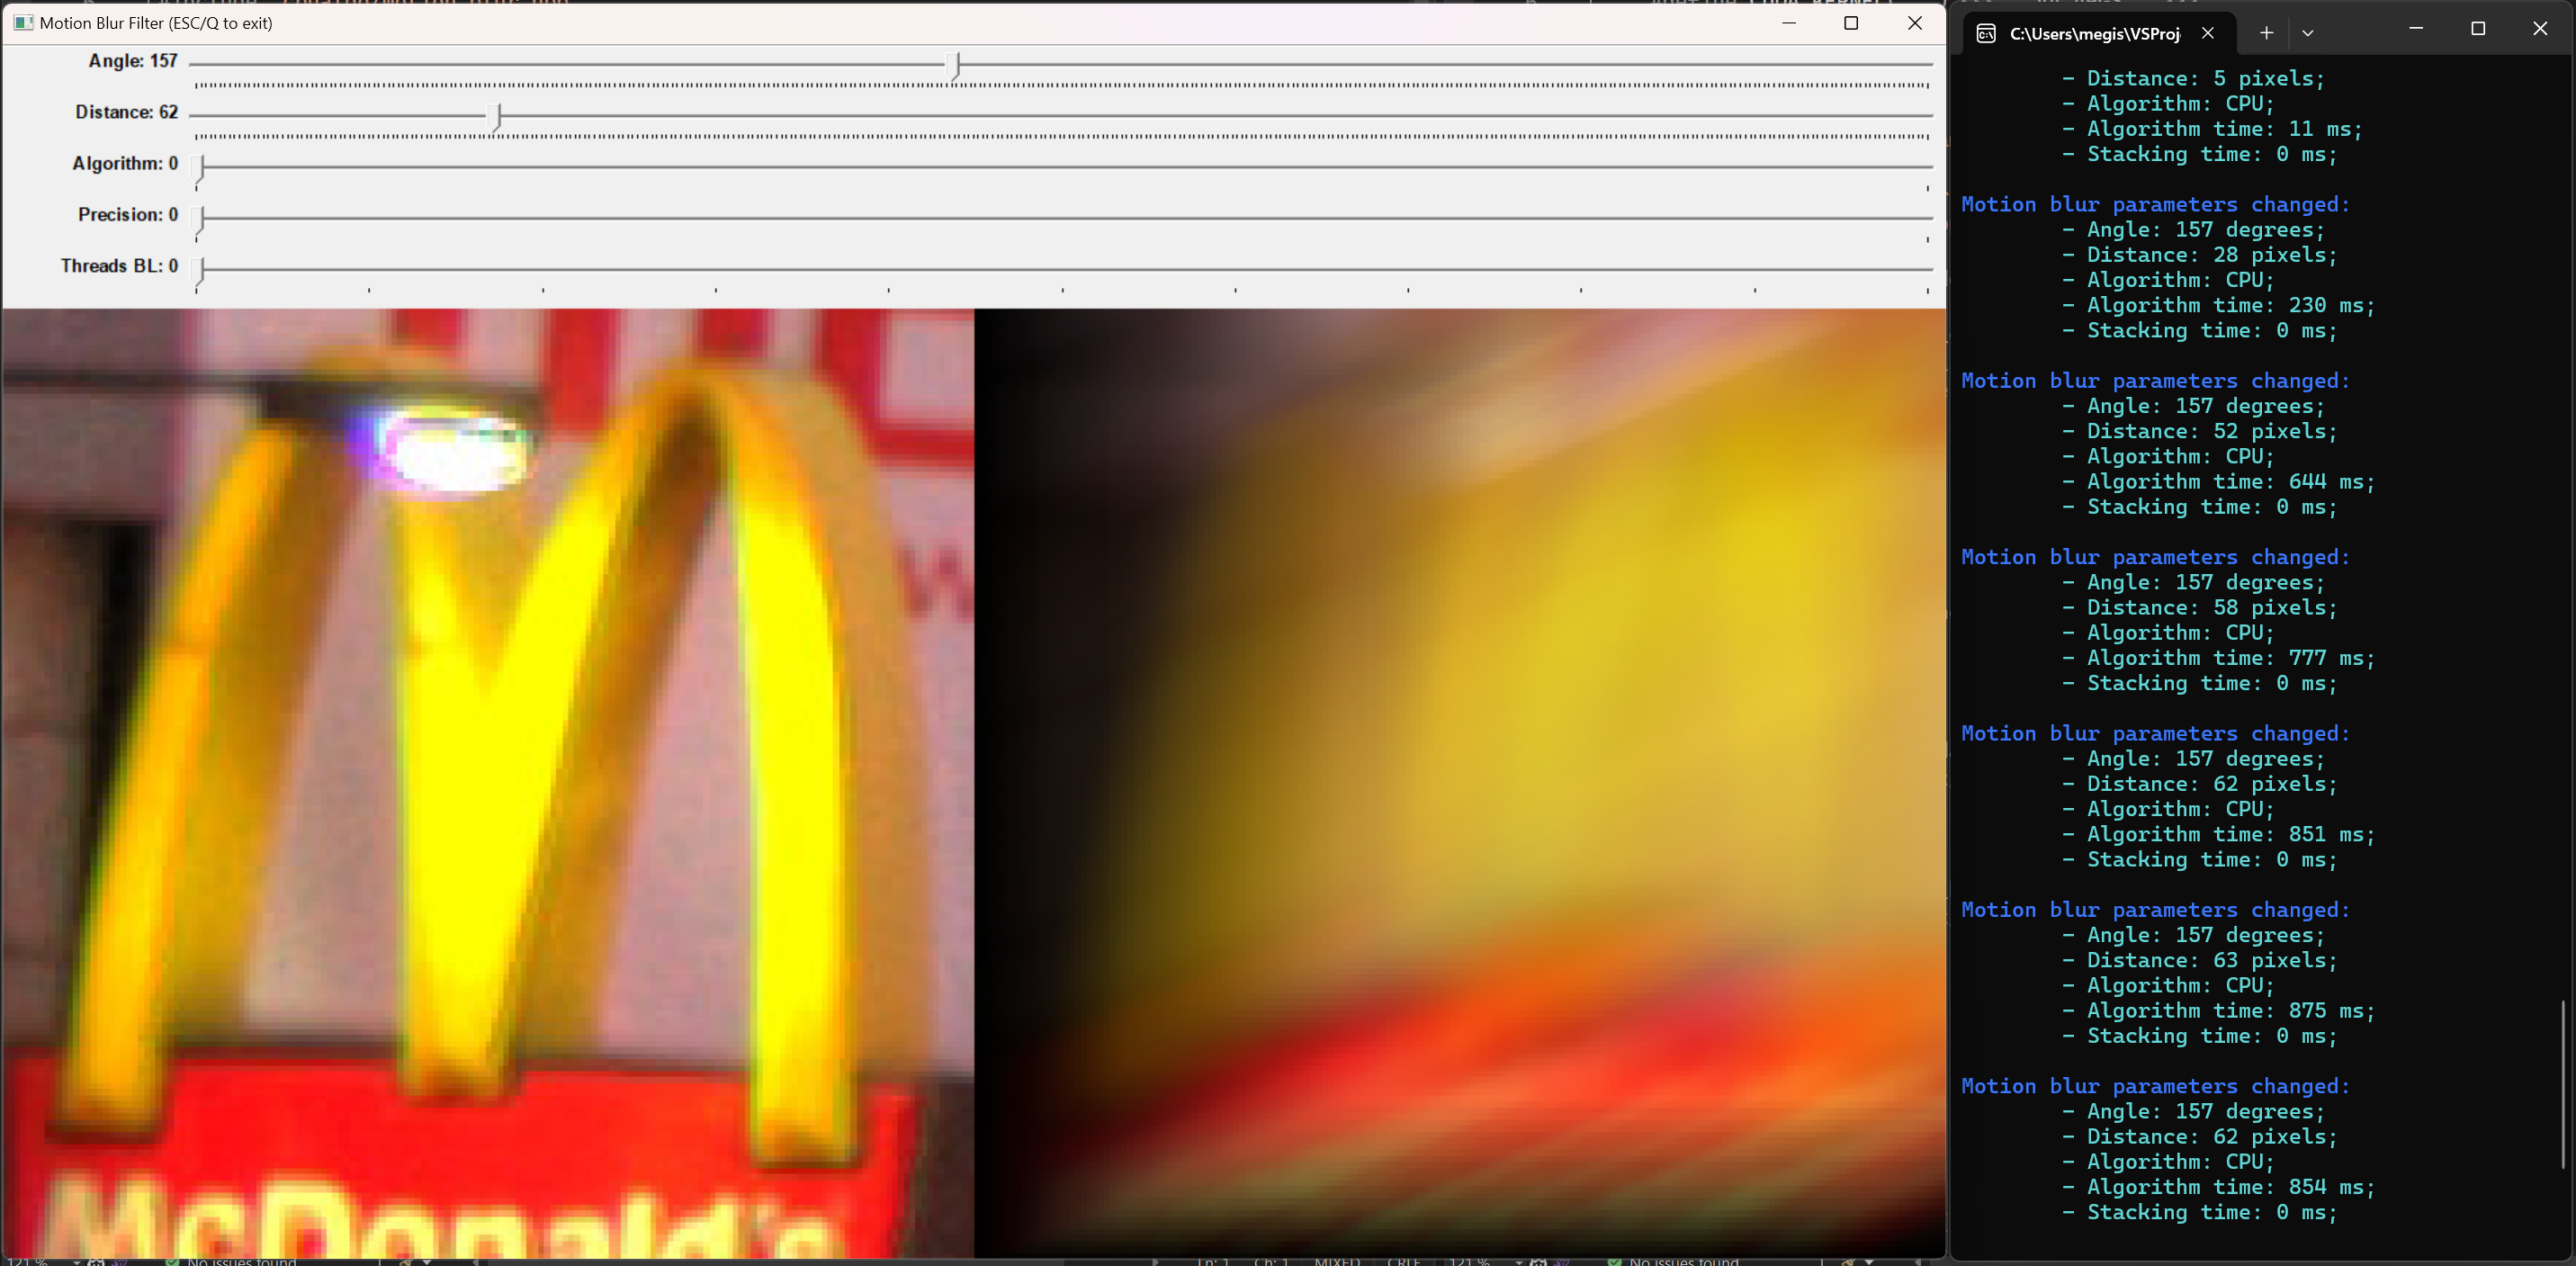 Motion Blur Filter (ESC/Q to exit)
Angle: 157
Distance: 62
Algorithm: 0
Precision: 0
Threads BL: 0
McDonald's
C:\Users\megis\VSProj
- Distance: 5 pixels;
- Algorithm: CPU;
- Algorithm time: 11 ms;
- Stacking time: 0 ms;
Motion blur parameters changed:
- Angle: 157 degrees;
- Distance: 28 pixels;
- Algorithm: CPU;
- Algorithm time: 230 ms;
- Stacking time: 0 ms;
Motion blur parameters changed:
- Angle: 157 degrees;
- Distance: 52 pixels;
- Algorithm: CPU;
- Algorithm time: 644 ms;
- Stacking time: 0 ms;
Motion blur parameters changed:
- Angle: 157 degrees;
- Distance: 58 pixels;
- Algorithm: CPU;
- Algorithm time: 777 ms;
- Stacking time: 0 ms;
Motion blur parameters changed:
- Angle: 157 degrees;
- Distance: 62 pixels;
- Algorithm: CPU;
- Algorithm time: 851 ms;
- Stacking time: 0 ms;
Motion blur parameters changed:
- Angle: 157 degrees;
- Distance: 63 pixels;
- Algorithm: CPU;
- Algorithm time: 875 ms;
- Stacking time: 0 ms;
Motion blur parameters changed:
- Angle: 157 degrees;
- Distance: 62 pixels;
- Algorithm: CPU;
- Algorithm time: 854 ms;
- Stacking time: 0 ms;
121 % No issues found Ln: 1 Ch: 1 MIXED CRLF 121 % No issues found